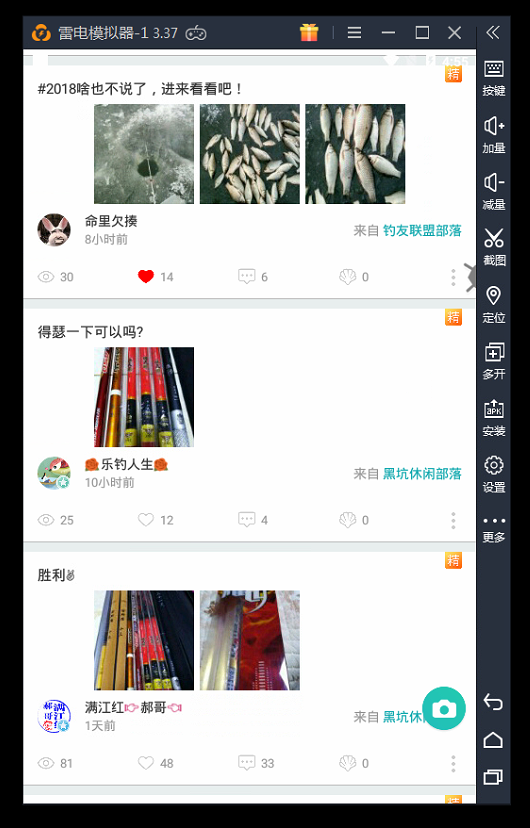 雷电模拟器-1 3.37
4:55
精
#2018啥也不说了，进来看看吧！
命里欠揍
8小时前
来自 钓友联盟部落
30 14 6 0
精
得瑟一下可以吗?
乐钓人生
10小时前
来自 黑坑休闲部落
25 12 4 0
精
胜利✌
满江红👉郝哥👈
1天前
来自 黑坑休
81 48 33 0
按键
加量
减量
截图
定位
多开
APK
安装
设置
更多